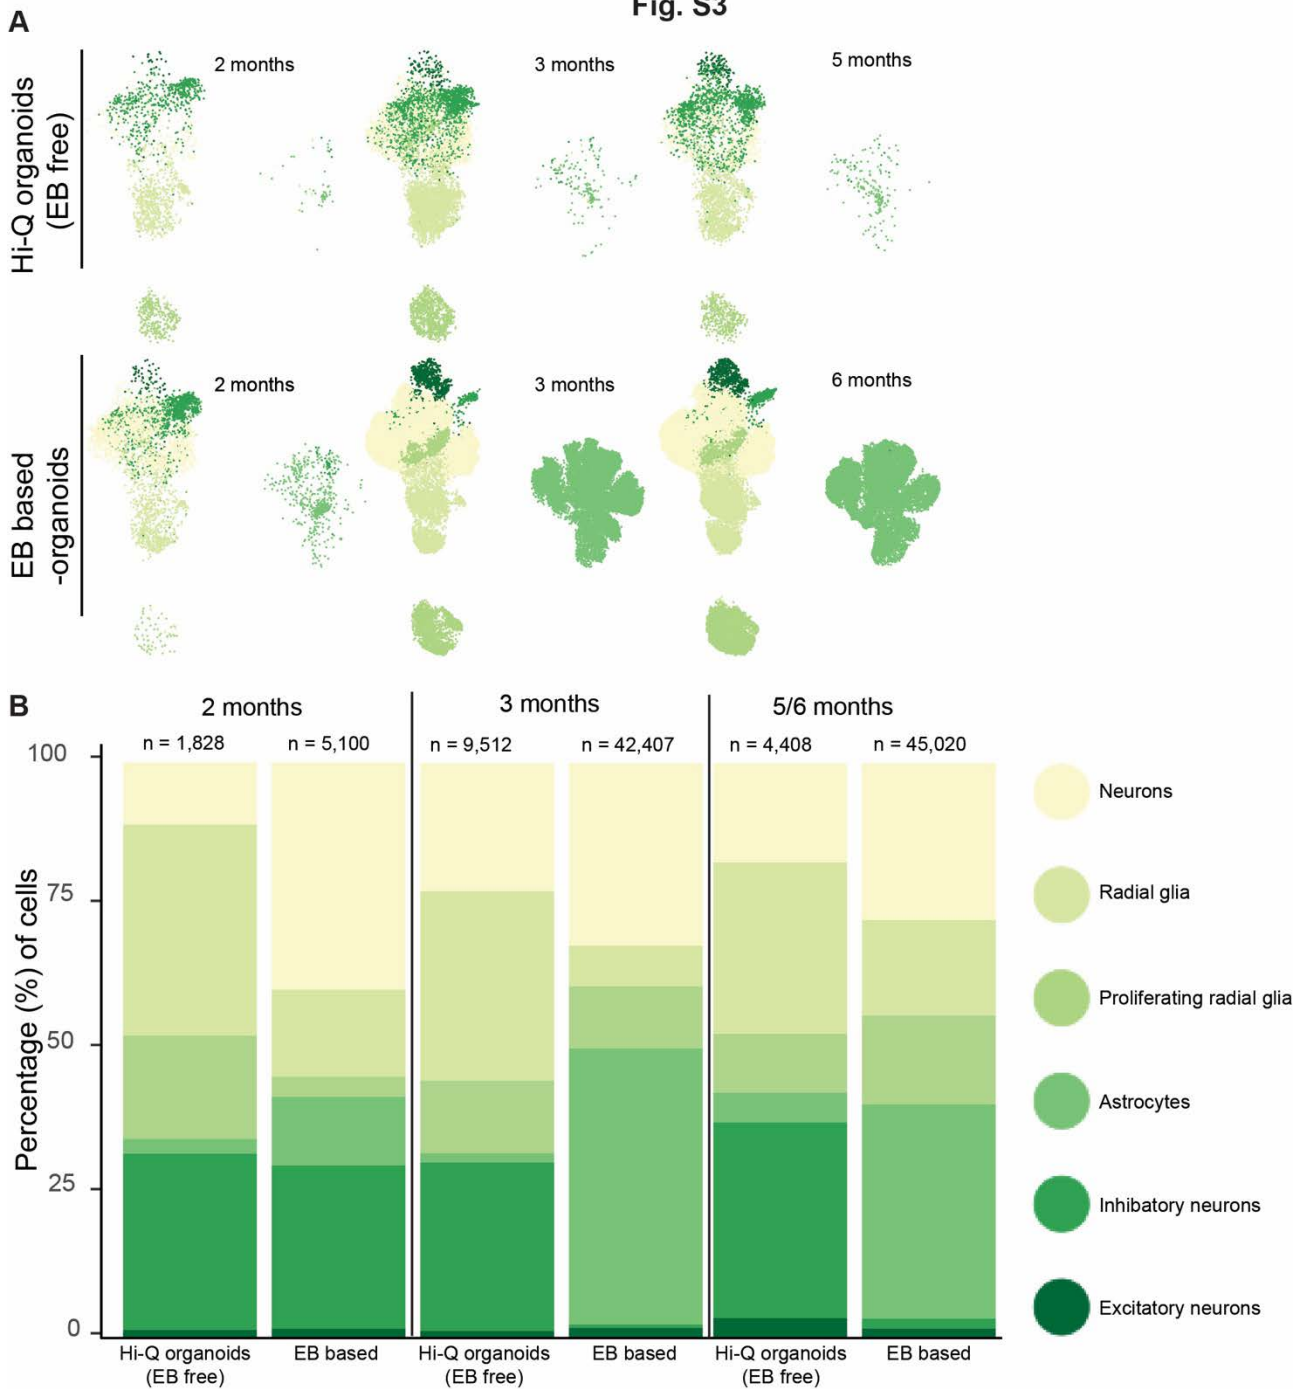 Fig. S3
A
Hi-Q organoids
(EB free)
2 months
3 months
5 months
EB based
-organoids
2 months
3 months
6 months
B
2 months
3 months
5/6 months
n = 1,828
n = 5,100
n = 9,512
n = 42,407
n = 4,408
n = 45,020
Percentage (%) of cells
100
75
50
25
0
Hi-Q organoids
(EB free)
EB based
Hi-Q organoids
(EB free)
EB based
Hi-Q organoids
(EB free)
EB based
Neurons
Radial glia
Proliferating radial glia
Astrocytes
Inhibatory neurons
Excitatory neurons